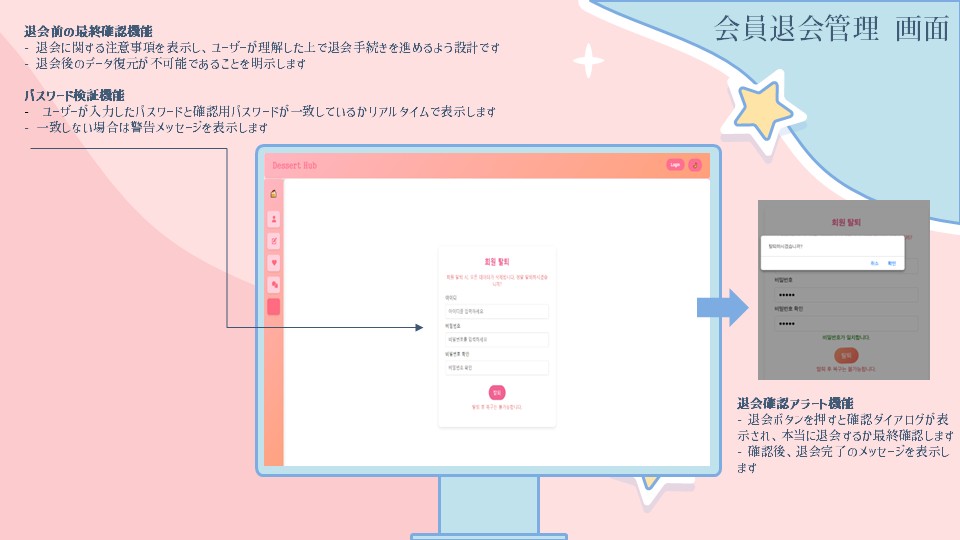 会員退会管理 画面
退会前の最終確認機能
- 退会に関する注意事項を表示し、ユーザーが理解した上で退会手続きを進めるよう設計です
- 退会後のデータ復元が不可能であることを明示します
パスワード検証機能
- ユーザーが入力したパスワードと確認用パスワードが一致しているかリアルタイムで表示します
- 一致しない場合は警告メッセージを表示します
Dessert Hub
Login
회원 탈퇴
회원 탈퇴 시, 모든 데이터가 삭제됩니다. 정말 탈퇴하시겠습
니까?
아이디
아이디를 입력하세요
비밀번호
비밀번호를 입력하세요
비밀번호 확인
비밀번호 확인
탈퇴
탈퇴 후 복구는 불가능합니다.
회원 탈퇴
탈퇴하시겠습니까?
취소 확인
비밀번호
•••••
비밀번호 확인
•••••
비밀번호가 일치합니다.
탈퇴
탈퇴 후 복구는 불가능합니다.
退会確認アラート機能
- 退会ボタンを押すと確認ダイアログが表
示され、本当に退会するか最終確認します
- 確認後、退会完了のメッセージを表示し
ます